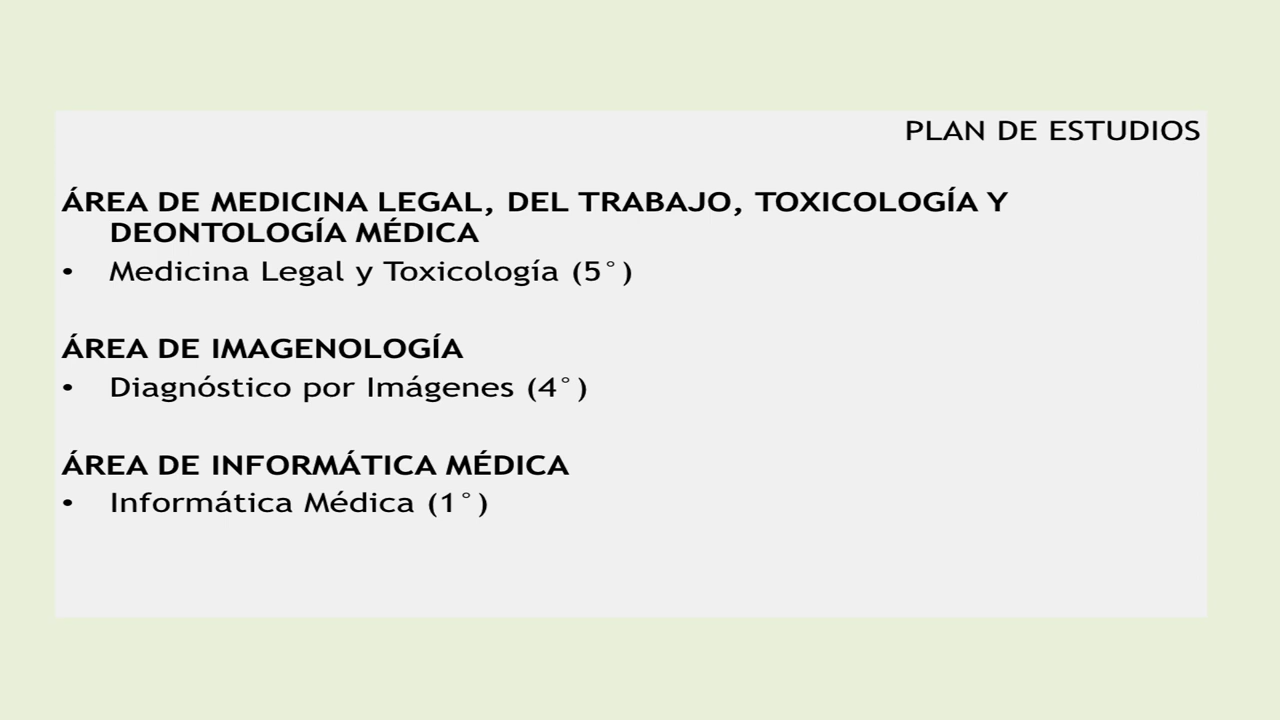 PLAN DE ESTUDIOS
ÁREA DE MEDICINA LEGAL, DEL TRABAJO, TOXICOLOGÍA Y
DEONTOLOGÍA MÉDICA
• Medicina Legal y Toxicología (5°)
ÁREA DE IMAGENOLOGÍA
• Diagnóstico por Imágenes (4°)
ÁREA DE INFORMÁTICA MÉDICA
• Informática Médica (1°)